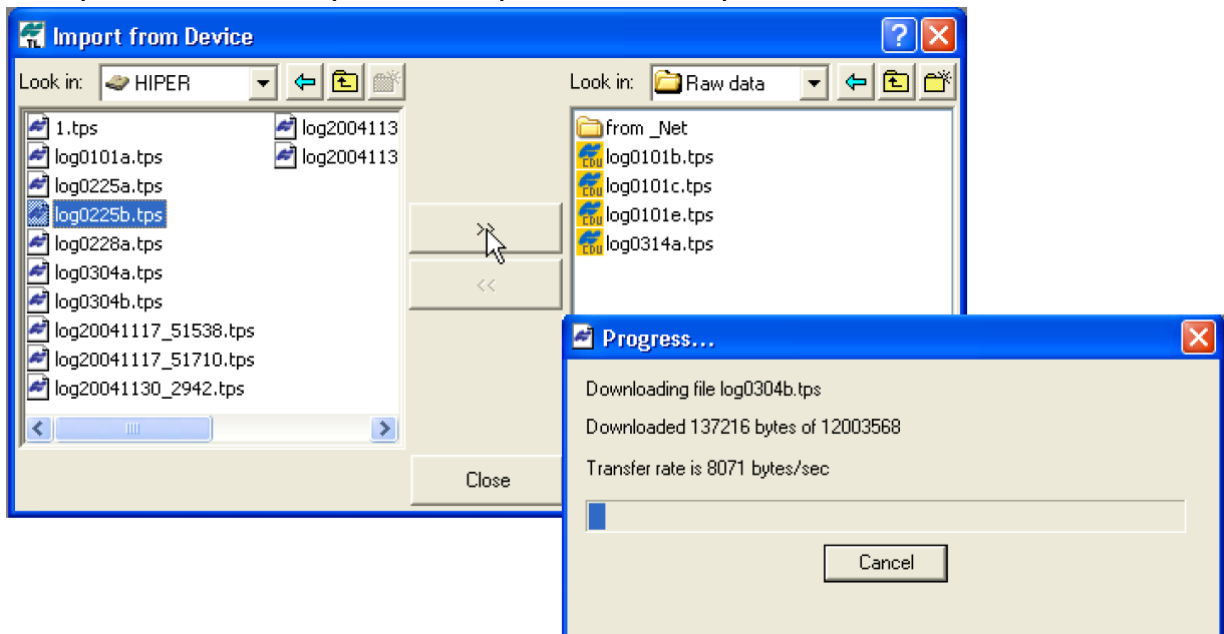 Import from Device
Look in: HIPER
1.tps
log0101a.tps
log0225a.tps
log0225b.tps
log0228a.tps
log0304a.tps
log0304b.tps
log20041117_51538.tps
log20041117_51710.tps
log20041130_2942.tps
log2004113
log2004113
>>
<<
Close
Look in: Raw data
from _Net
log0101b.tps
log0101c.tps
log0101e.tps
log0314a.tps
Progress...
Downloading file log0304b.tps
Downloaded 137216 bytes of 12003568
Transfer rate is 8071 bytes/sec
Cancel